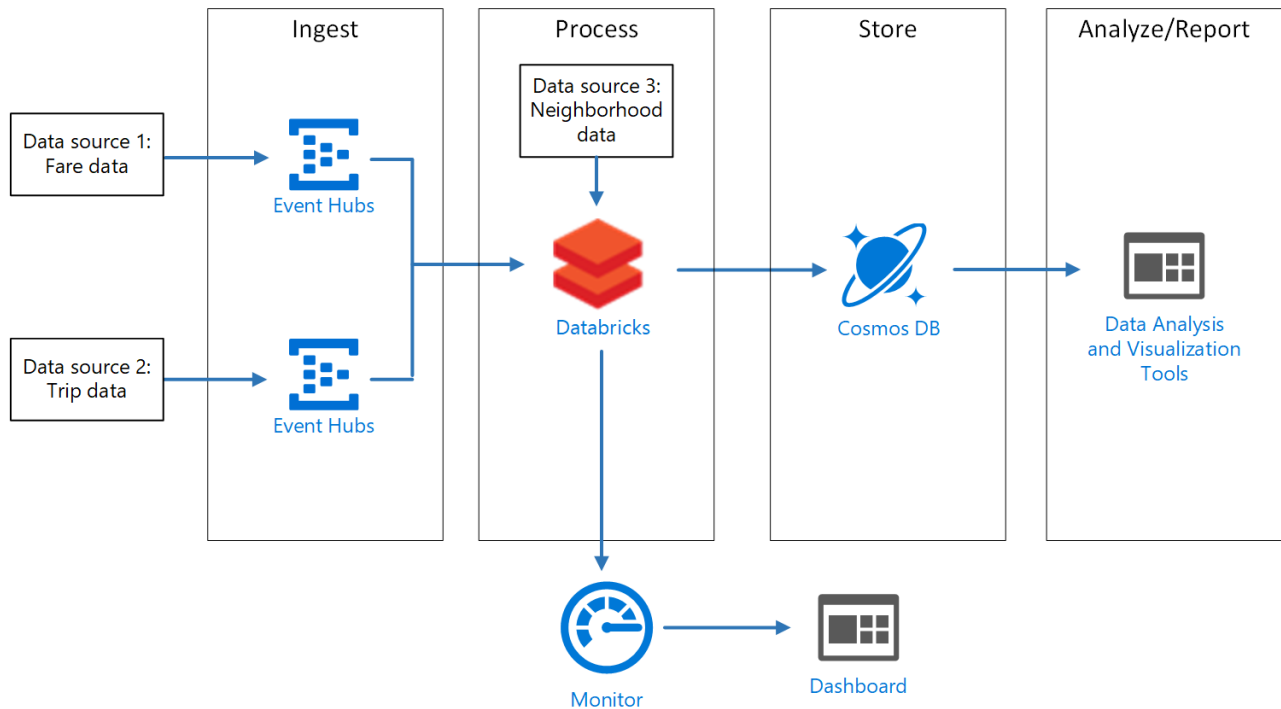 Ingest
Process
Store
Analyze/Report
Data source 1:
Fare data
Event Hubs
Data source 3:
Neighborhood
data
Databricks
Cosmos DB
Data Analysis
and Visualization
Tools
Data source 2:
Trip data
Event Hubs
Monitor
Dashboard